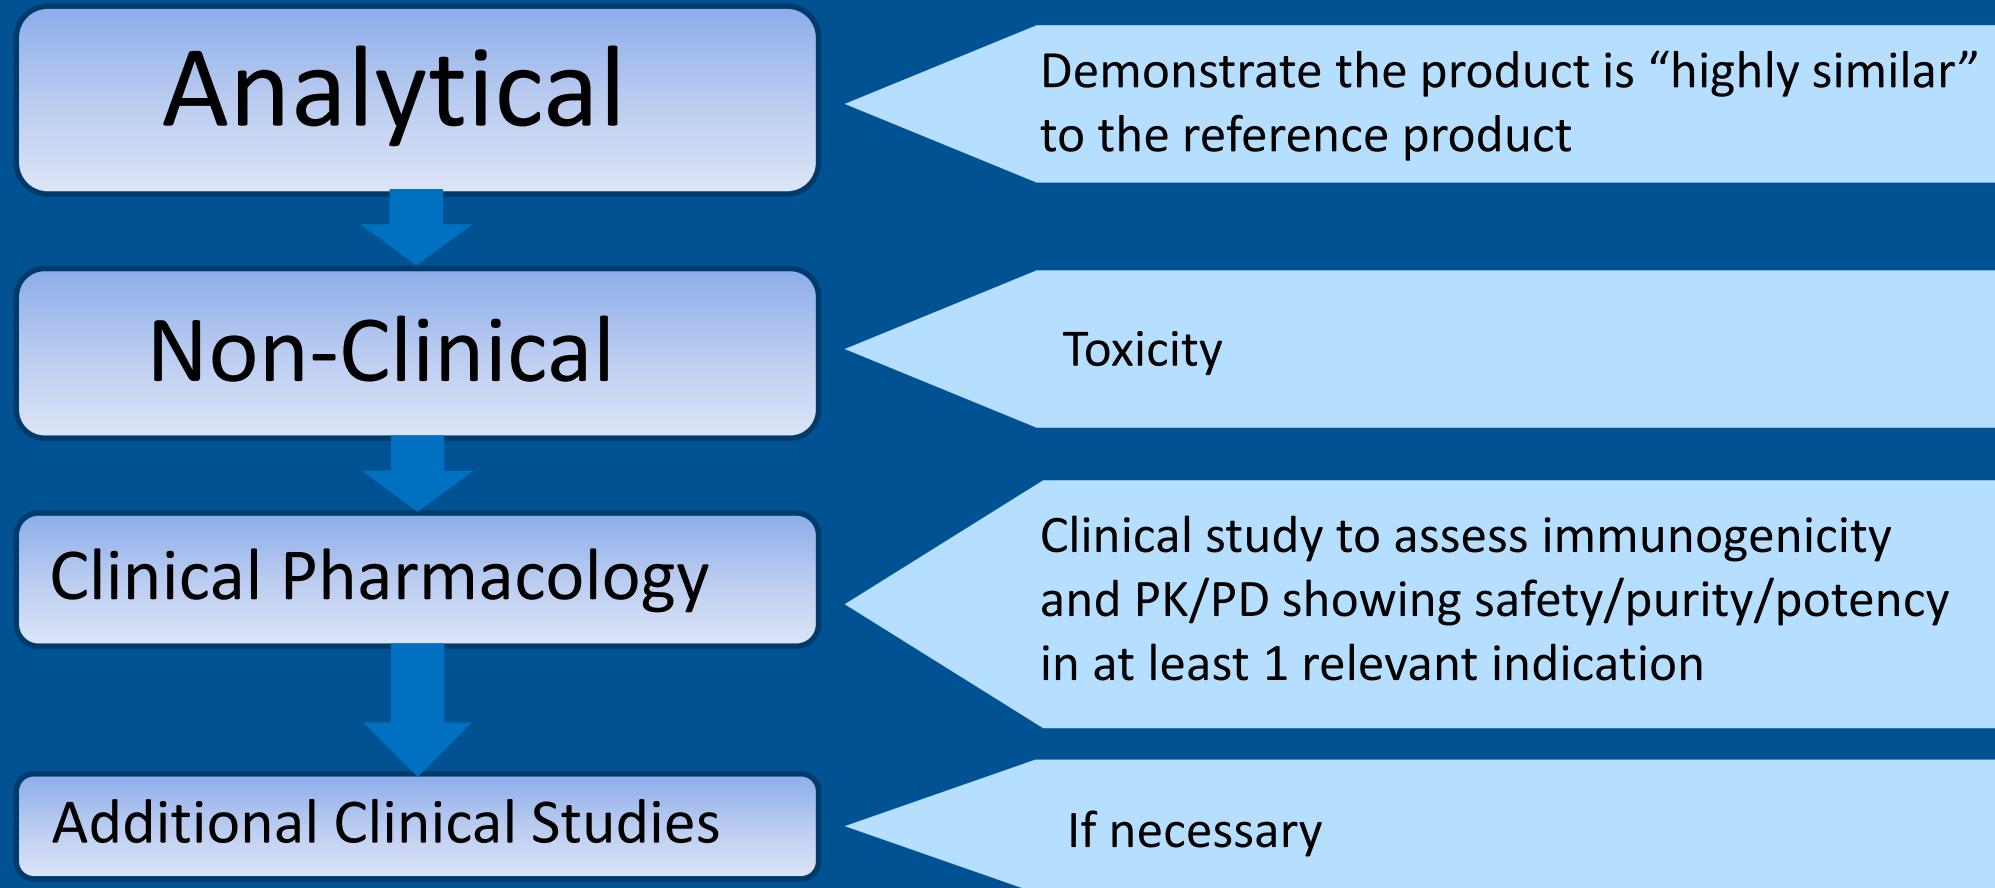 Analytical
Demonstrate the product is “highly similar”
to the reference product
Non-Clinical
Toxicity
Clinical Pharmacology
Clinical study to assess immunogenicity
and PK/PD showing safety/purity/potency
in at least 1 relevant indication
Additional Clinical Studies
If necessary